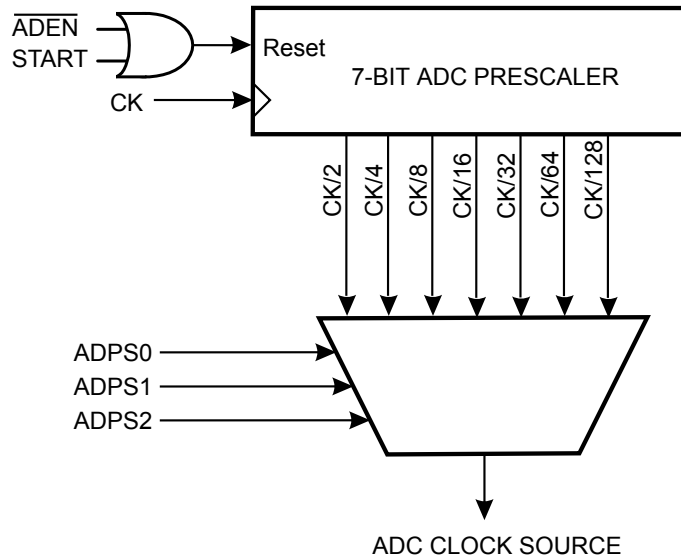 ADEN
START
Reset
7-BIT ADC PRESCALER
CK
CK/2
CK/4
CK/8
CK/16
CK/32
CK/64
CK/128
ADPS0
ADPS1
ADPS2
ADC CLOCK SOURCE